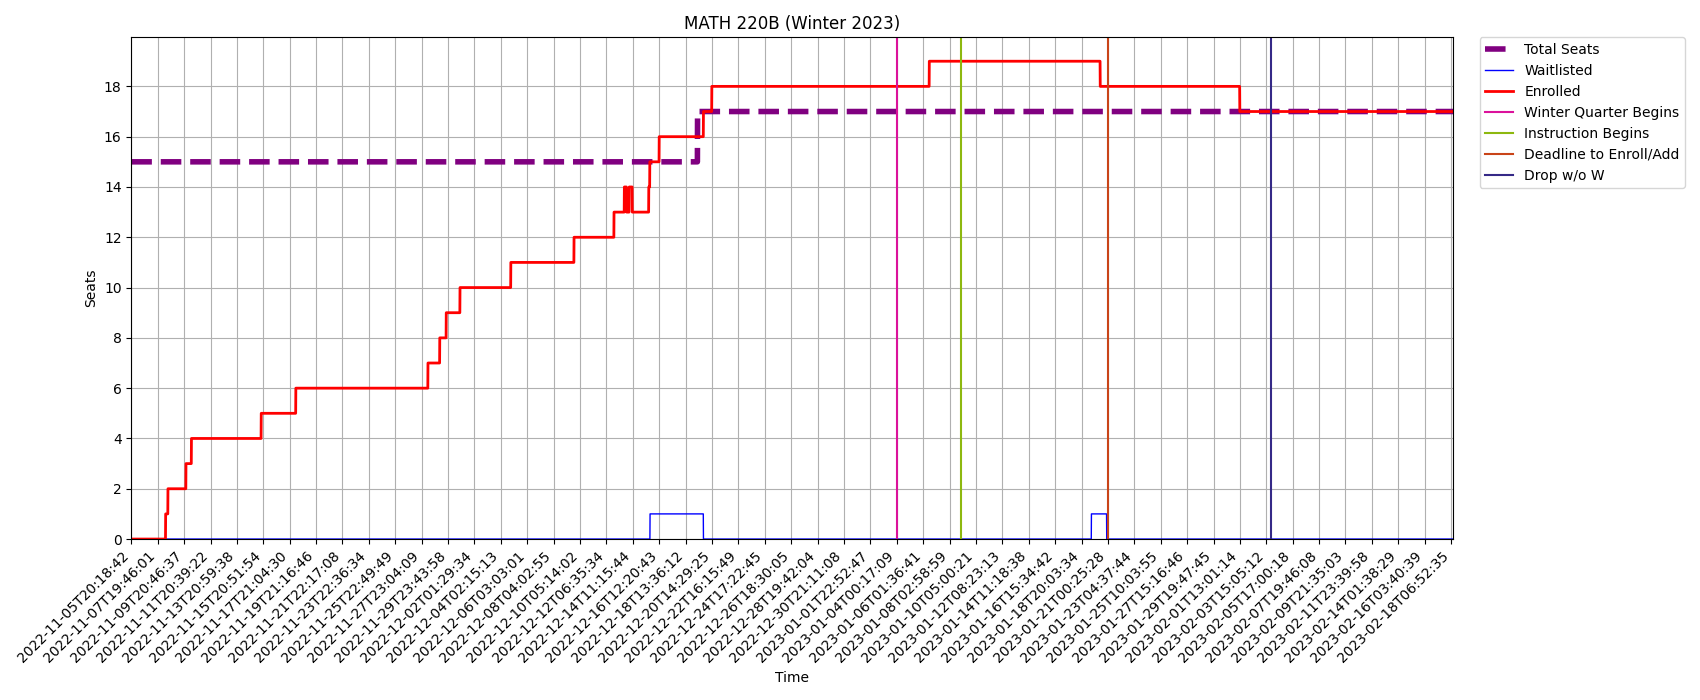 MATH 220B (Winter 2023)
Total Seats
Waitlisted
Enrolled
Winter Quarter Begins
Instruction Begins
Deadline to Enroll/Add
Drop w/o W
Seats
18
16
14
12
10
8
6
4
2
0
2022-11-05T20:18:42
2022-11-07T19:46:01
2022-11-09T20:46:37
2022-11-11T20:39:22
2022-11-13T20:59:38
2022-11-15T20:51:54
2022-11-17T21:04:30
2022-11-19T21:16:46
2022-11-21T22:17:08
2022-11-23T22:36:34
2022-11-25T22:49:49
2022-11-27T23:04:09
2022-11-29T23:43:58
2022-12-02T01:29:34
2022-12-04T02:15:13
2022-12-06T03:03:01
2022-12-08T04:02:55
2022-12-10T05:14:02
2022-12-12T06:35:34
2022-12-14T11:15:44
2022-12-16T12:20:43
2022-12-18T13:36:12
2022-12-20T14:29:25
2022-12-22T16:15:49
2022-12-24T17:22:45
2022-12-26T18:30:05
2022-12-28T19:42:04
2022-12-30T21:11:08
2023-01-01T22:52:47
2023-01-04T00:17:09
2023-01-06T01:36:41
2023-01-08T02:58:59
2023-01-10T05:00:21
2023-01-12T08:23:13
2023-01-14T11:18:38
2023-01-16T15:34:42
2023-01-18T20:03:34
2023-01-21T00:25:28
2023-01-23T04:37:44
2023-01-25T10:03:55
2023-01-27T15:16:46
2023-01-29T19:47:45
2023-02-01T13:01:14
2023-02-03T15:05:12
2023-02-05T17:00:18
2023-02-07T19:46:08
2023-02-09T21:35:03
2023-02-11T23:39:58
2023-02-14T01:38:29
2023-02-16T03:40:39
2023-02-18T06:52:35
Time